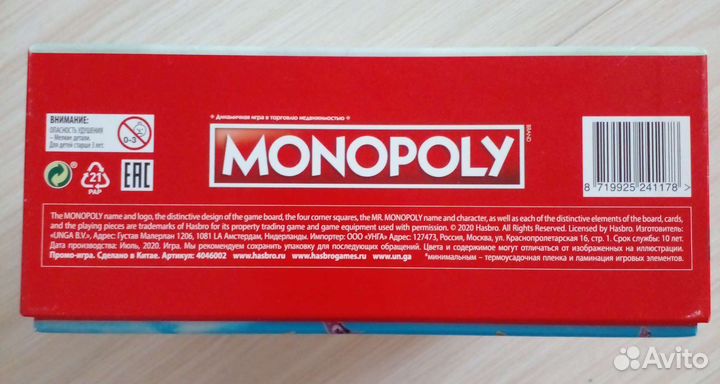 ВНИМАНИЕ:
ОПАСНОСТЬ УДУШЕНИЯ
– Мелкие детали.
Для детей старше 3 лет.
0-3
21
PAP
EAC
• Динамичная игра в торговлю недвижимостью •
MONOPOLY
BRAND
8 719925 241178 >
The MONOPOLY name and logo, the distinctive design of the game board, the four corner squares, the MR. MONOPOLY name and character, as well as each of the distinctive elements of the board, cards,
and the playing pieces are trademarks of Hasbro for its property trading game and game equipment used with permission. © 2020 Hasbro. All Rights Reserved. Licensed by Hasbro. Изготовитель:
«UNGA B.V.», Адрес: Густав Малерлан 1206, 1081 LA Амстердам, Нидерланды. Импортер: ООО «УНГА» Адрес: 127473, Россия, Москва, ул. Краснопролетарская 16, стр. 1. Срок службы: 10 лет.
Дата производства: Июль, 2020. Игра. Мы рекомендуем сохранить упаковку для последующих обращений. Цвета и содержимое могут отличаться от изображенных на иллюстрации.
Промо-игра. Сделано в Китае. Артикул: 4046002 www.hasbro.ru www.hasbrogames.ru www.un.ga *минимальным – термоусадочная пленка и ламинация игровых элементов.
Avito